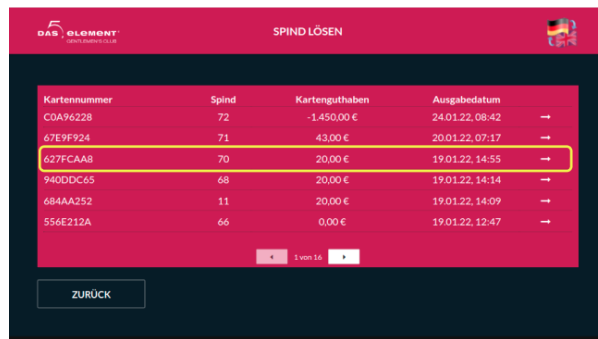 DAS 5 ELEMENT
GENTLEMEN'S CLUB
SPIND LÖSEN
Kartennummer Spind Kartenguthaben Ausgabedatum
C0A96228 72 -1.450,00 € 24.01.22, 08:42 →
67E9F924 71 43,00 € 20.01.22, 07:17 →
627FCAA8 70 20,00 € 19.01.22, 14:55 →
940DDC65 68 20,00 € 19.01.22, 14:14 →
684AA252 11 20,00 € 19.01.22, 14:09 →
556E212A 66 0,00 € 19.01.22, 12:47 →
1 von 16
ZURÜCK